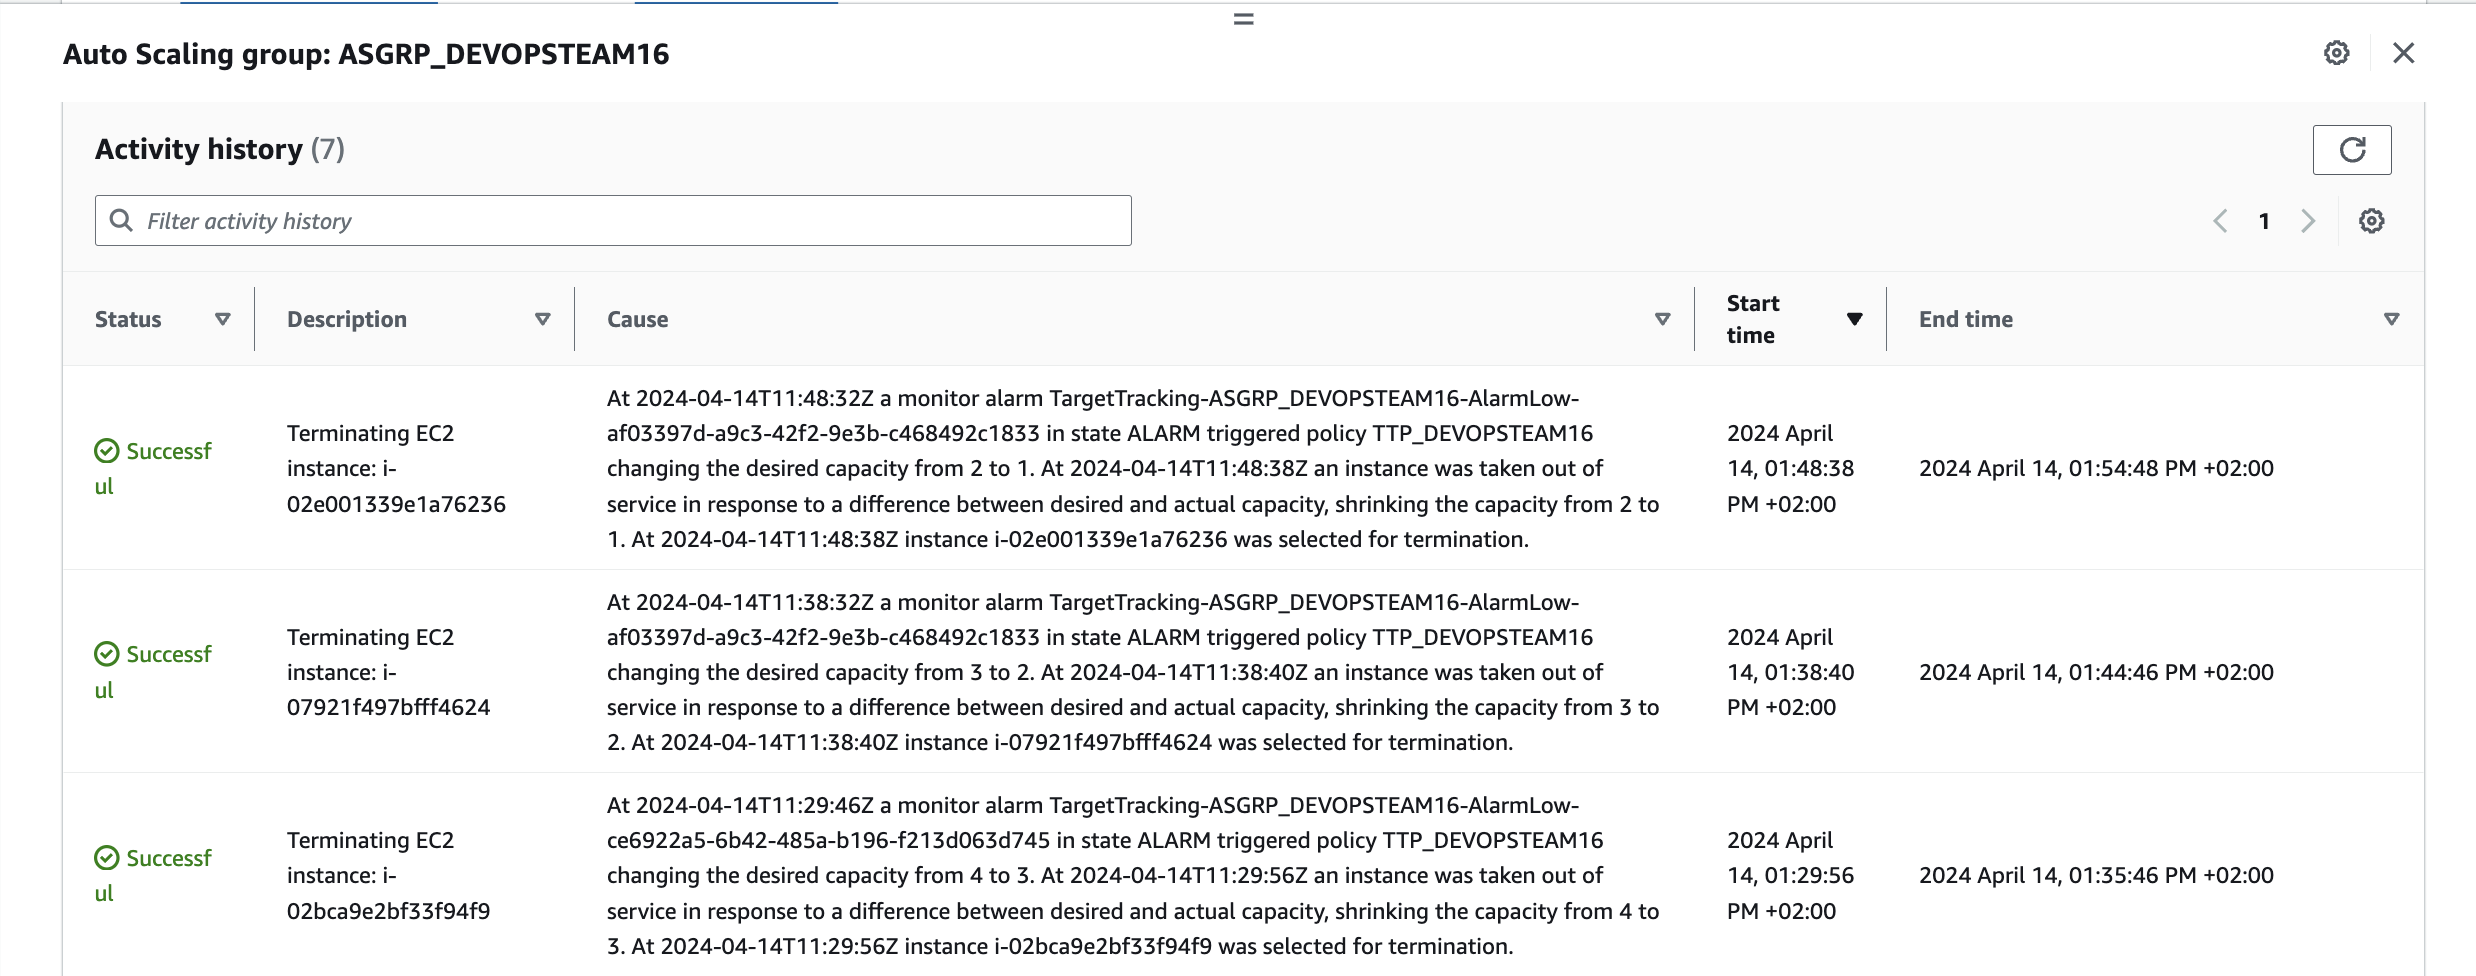 Auto Scaling group: ASGRP_DEVOPSTEAM16
Activity history (7)
Filter activity history
1
Status
Description
Cause
Start
time
End time
Successf
ul
Terminating EC2
instance: i-
02e001339e1a76236
At 2024-04-14T11:48:32Z a monitor alarm TargetTracking-ASGRP_DEVOPSTEAM16-AlarmLow-
af03397d-a9c3-42f2-9e3b-c468492c1833 in state ALARM triggered policy TTP_DEVOPSTEAM16
changing the desired capacity from 2 to 1. At 2024-04-14T11:48:38Z an instance was taken out of
service in response to a difference between desired and actual capacity, shrinking the capacity from 2 to
1. At 2024-04-14T11:48:38Z instance i-02e001339e1a76236 was selected for termination.
2024 April
14, 01:48:38
PM +02:00
2024 April 14, 01:54:48 PM +02:00
Successf
ul
Terminating EC2
instance: i-
07921f497bfff4624
At 2024-04-14T11:38:32Z a monitor alarm TargetTracking-ASGRP_DEVOPSTEAM16-AlarmLow-
af03397d-a9c3-42f2-9e3b-c468492c1833 in state ALARM triggered policy TTP_DEVOPSTEAM16
changing the desired capacity from 3 to 2. At 2024-04-14T11:38:40Z an instance was taken out of
service in response to a difference between desired and actual capacity, shrinking the capacity from 3 to
2. At 2024-04-14T11:38:40Z instance i-07921f497bfff4624 was selected for termination.
2024 April
14, 01:38:40
PM +02:00
2024 April 14, 01:44:46 PM +02:00
Successf
ul
Terminating EC2
instance: i-
02bca9e2bf33f94f9
At 2024-04-14T11:29:46Z a monitor alarm TargetTracking-ASGRP_DEVOPSTEAM16-AlarmLow-
ce6922a5-6b42-485a-b196-f213d063d745 in state ALARM triggered policy TTP_DEVOPSTEAM16
changing the desired capacity from 4 to 3. At 2024-04-14T11:29:56Z an instance was taken out of
service in response to a difference between desired and actual capacity, shrinking the capacity from 4 to
3. At 2024-04-14T11:29:56Z instance i-02bca9e2bf33f94f9 was selected for termination.
2024 April
14, 01:29:56
PM +02:00
2024 April 14, 01:35:46 PM +02:00